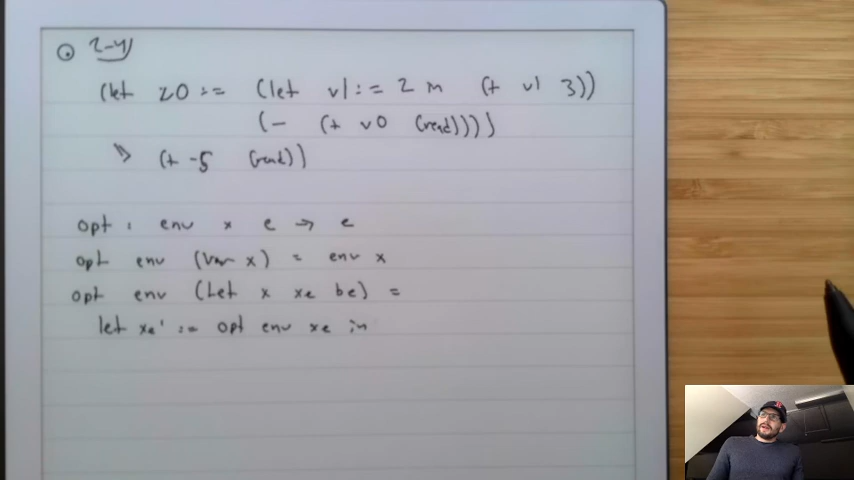 ⊙ 2-4)
(let z0 := (let v1 := 2 in (+ v1 3))
(- (+ v0 (read))))
▷ (+ -5 (read))
opt : env × e → e
opt env (Var x) = env x
opt env (Let x xe be) =
let xe' := opt env xe in